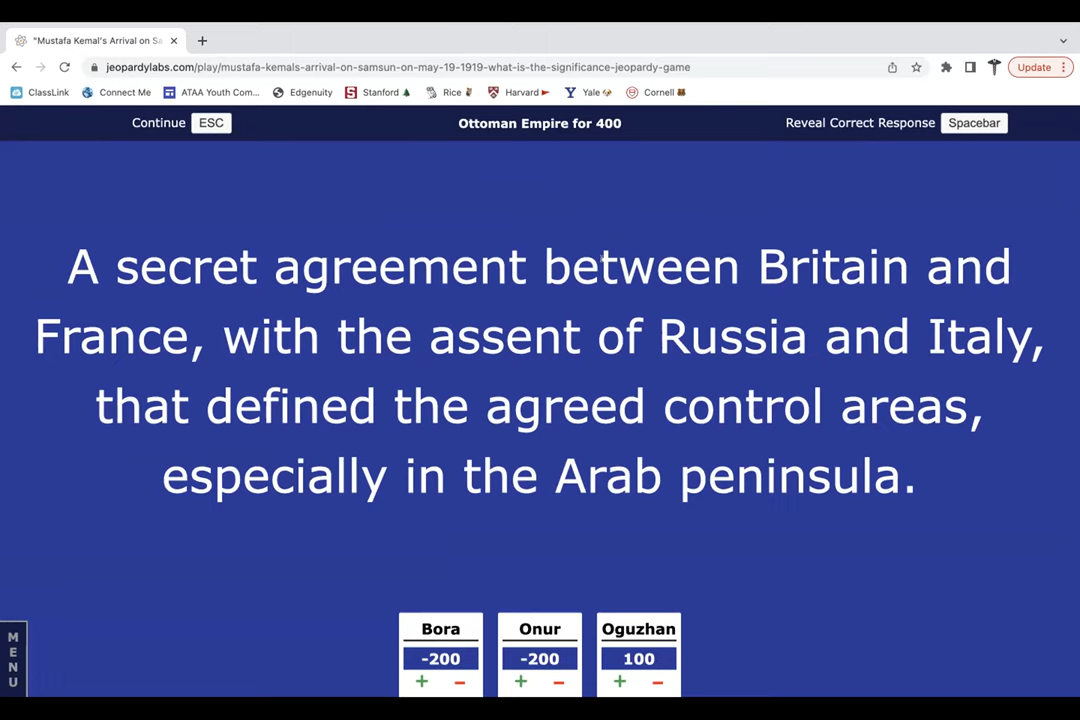 "Mustafa Kemal's Arrival on Sa
jeopardylabs.com/play/mustafa-kemals-arrival-on-samsun-on-may-19-1919-what-is-the-significance-jeopardy-game
Update
ClassLink Connect Me ATAA Youth Com... Edgenuity Stanford Rice Harvard Yale Cornell
Continue ESC Ottoman Empire for 400 Reveal Correct Response Spacebar
A secret agreement between Britain and
France, with the assent of Russia and Italy,
that defined the agreed control areas,
especially in the Arab peninsula.
MENU
Bora Onur Oguzhan
-200 -200 100
+ − + − + −